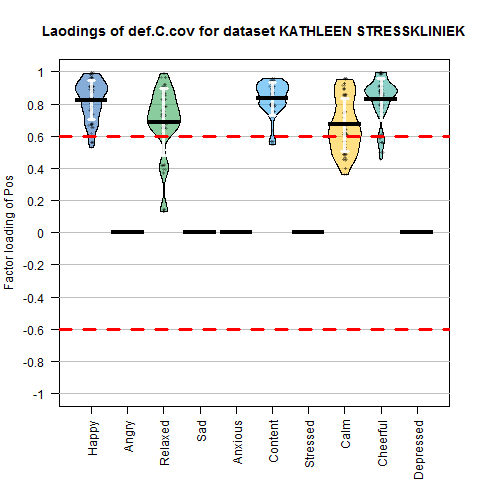 Laodings of def.C.cov for dataset KATHLEEN STRESSKLINIEK
Factor loading of Pos
1
0.8
0.6
0.4
0.2
0
-0.2
-0.4
-0.6
-0.8
-1
Happy
Angry
Relaxed
Sad
Anxious
Content
Stressed
Calm
Cheerful
Depressed